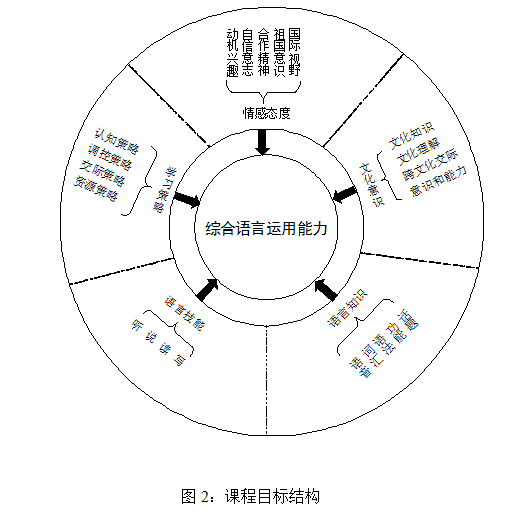 动机兴趣
自信意志
合作精神
祖国意识
国际视野
情感态度
认知策略
调控策略
交际策略
资源策略
学习策略
文化知识
文化理解
跨文化交际
意识和能力
文化意识
综合语言运用能力
语言技能
听 说 读 写
语言知识
语音
词汇
语法
功能
话题
图 2：课程目标结构